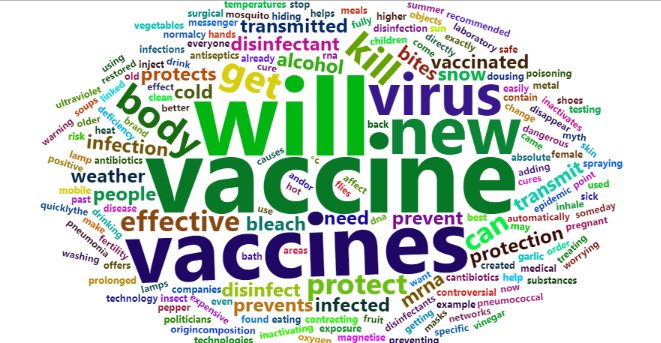 temperatures stop summer
surgical mosquito hiding helps meals higher objects recommended
vegetables messenger transmitted fully disinfection sun laboratory
normalcy hands kill children come directly exactly safe
infections everyone disinfectant bites vaccinated
using antiseptics already rna alcohol snow dousing poisoning
restored inject drink cure get easily metal
old protects cold will virus contain shoes
ultraviolet linked effect change inactivates testing
soups clean body better back new disappear myth
warning older deficiency brand dangerous skin
risk heat infection causes came
lamp antibiotics vaccine absolute female spraying
positive weather andor affect adding transmit
mobile people hot flies cures epidemic point used
past disease inhale sick
quicklythe drinking effective use need dna prevent best can automatically someday
make bleach may pregnant
pneumonia fertility vaccines bath areas protection order treating
washing offers created garlic medical worrying
prolonged lamps companies disinfect protect mrna want cantibiotics help substances
technology insect expensive even prevents infected disinfectants controversial now
pepper example pneumococcal
politicians found eating contracting fruit getting masks networks
origincomposition inactivating exposure specific vinegar
technologies oxygen magnetise preventing